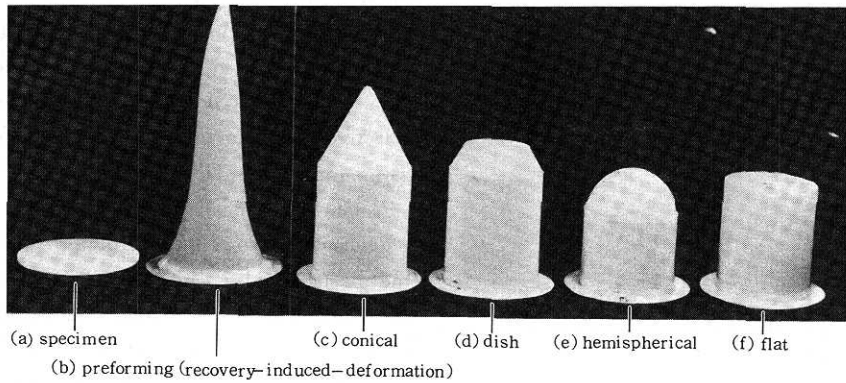 (a) specimen
(c) conical
(d) dish
(e) hemispherical
(f) flat
(b) preforming (recovery-induced-deformation)